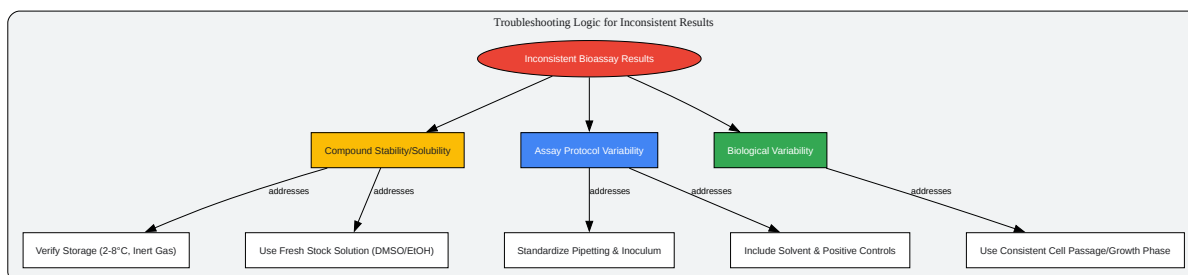 Troubleshooting Logic for Inconsistent Results
Inconsistent Bioassay Results
Compound Stability/Solubility
Assay Protocol Variability
Biological Variability
addresses
addresses
addresses
addresses
addresses
Verify Storage (2-8°C, Inert Gas)
Use Fresh Stock Solution (DMSO/EtOH)
Standardize Pipetting & Inoculum
Include Solvent & Positive Controls
Use Consistent Cell Passage/Growth Phase